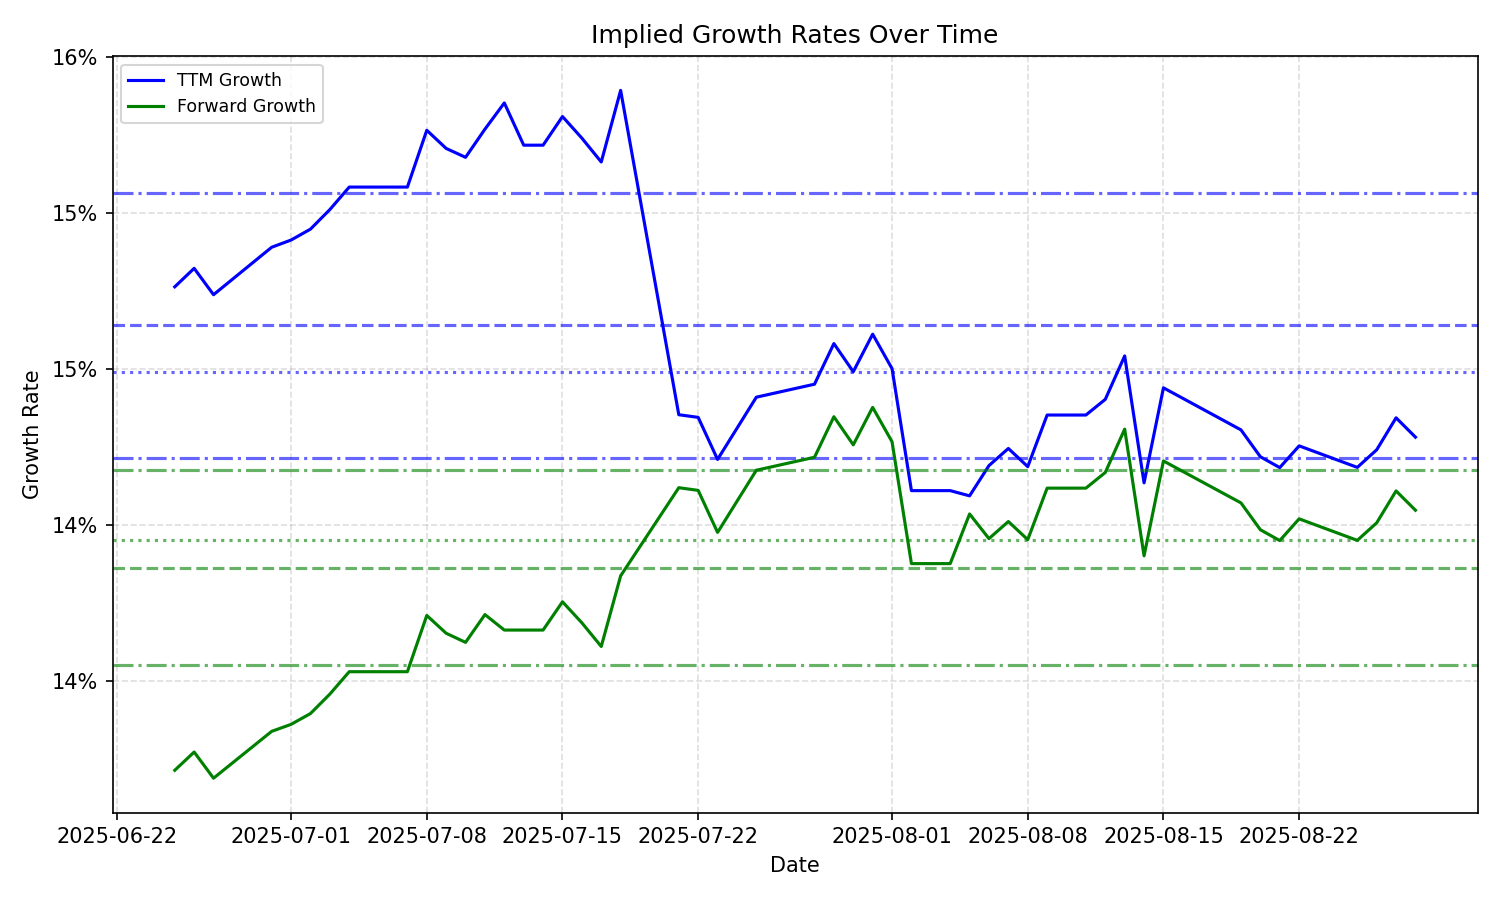 Implied Growth Rates Over Time
16%
15%
15%
14%
14%
Growth Rate
TTM Growth
Forward Growth
2025-06-22
2025-07-01
2025-07-08
2025-07-15
2025-07-22
2025-08-01
2025-08-08
2025-08-15
2025-08-22
Date